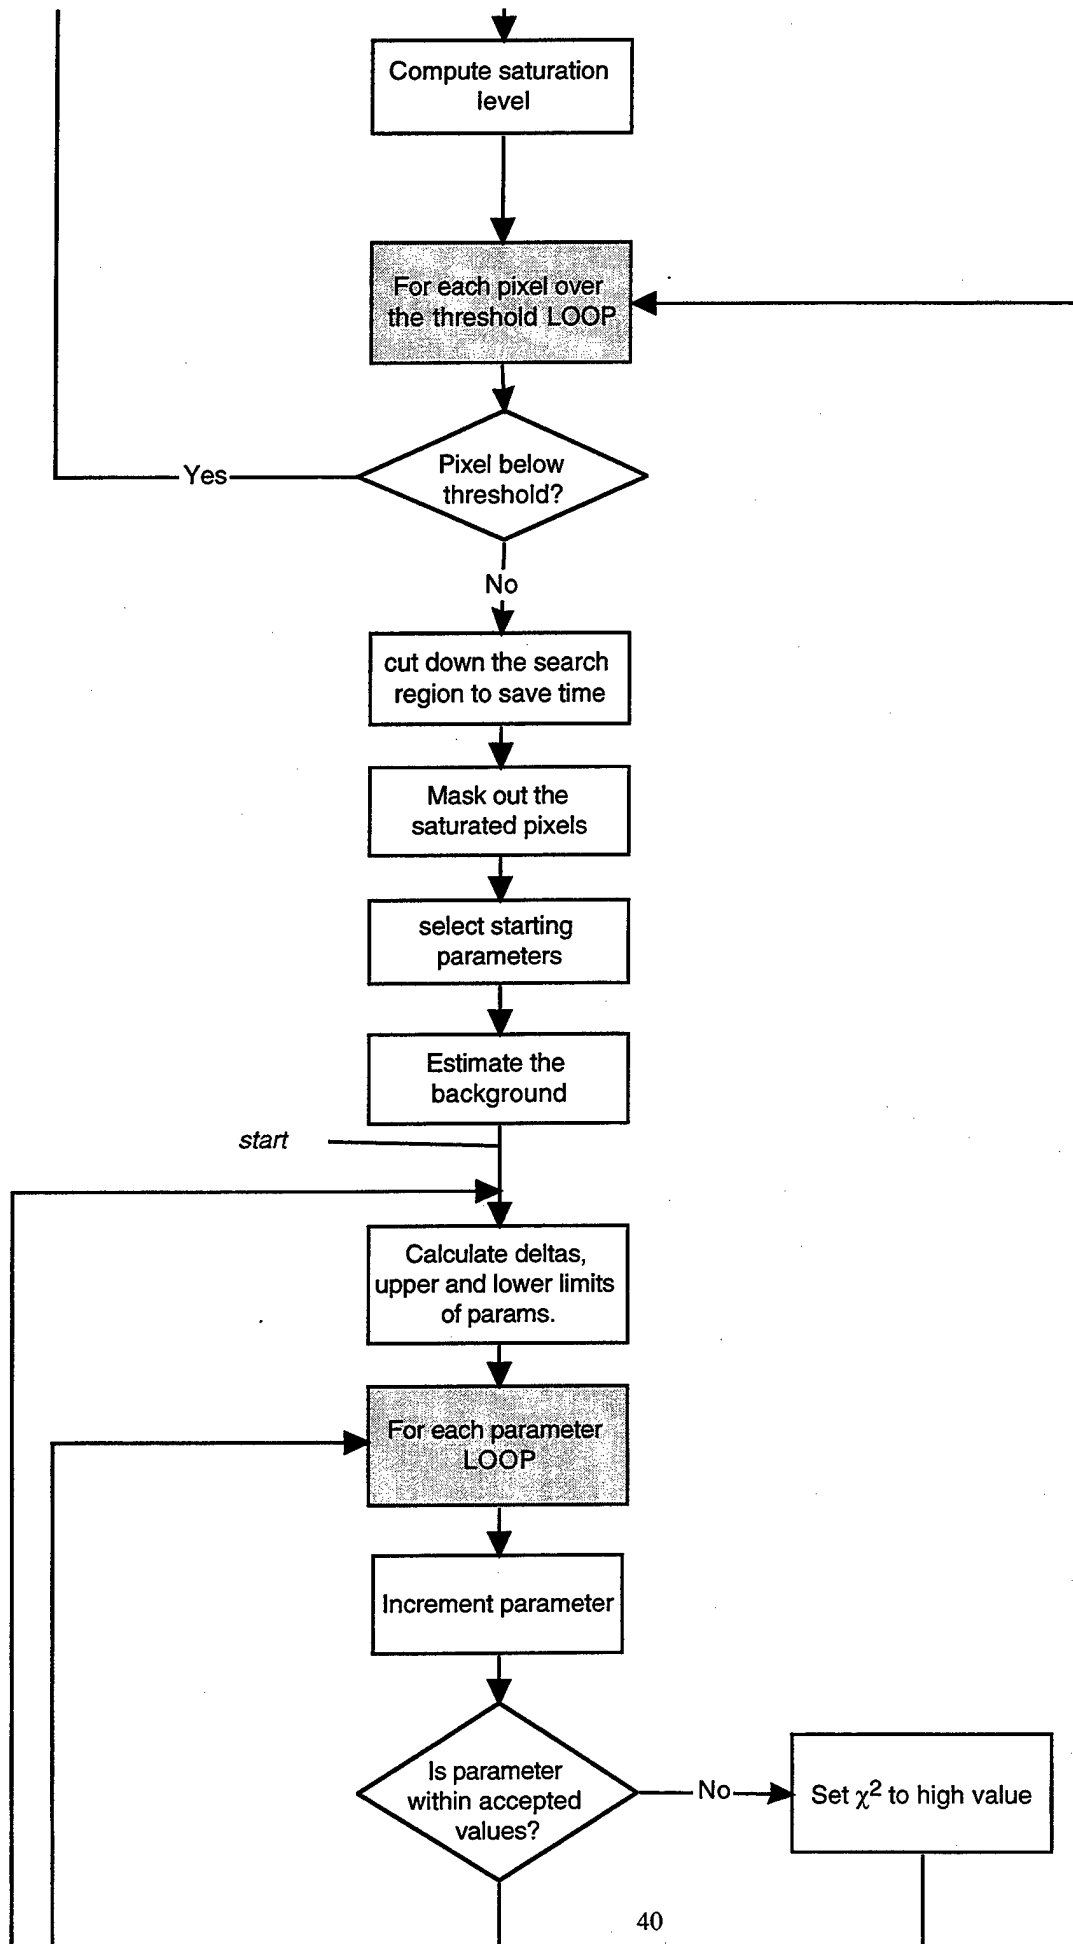 Compute saturation
level
For each pixel over
the threshold LOOP
Pixel below
threshold?
Yes
No
cut down the search
region to save time
Mask out the
saturated pixels
select starting
parameters
Estimate the
background
start
Calculate deltas,
upper and lower limits
of params.
For each parameter
LOOP
Increment parameter
Is parameter
within accepted
values?
No
Set χ² to high value
40